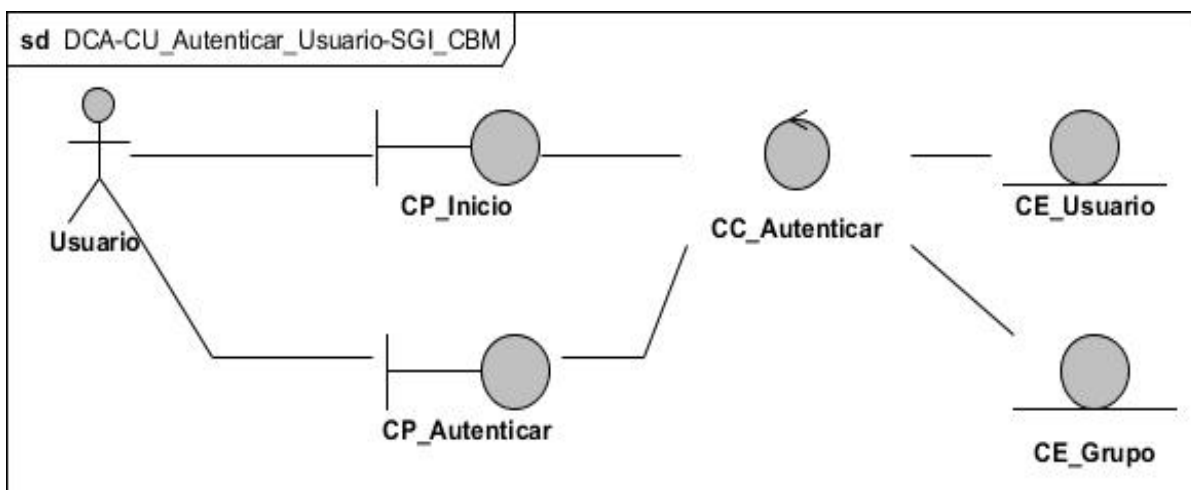 sd DCA-CU_Autenticar_Usuario-SGI_CBM
Usuario
CP_Inicio
CC_Autenticar
CE_Usuario
CP_Autenticar
CE_Grupo